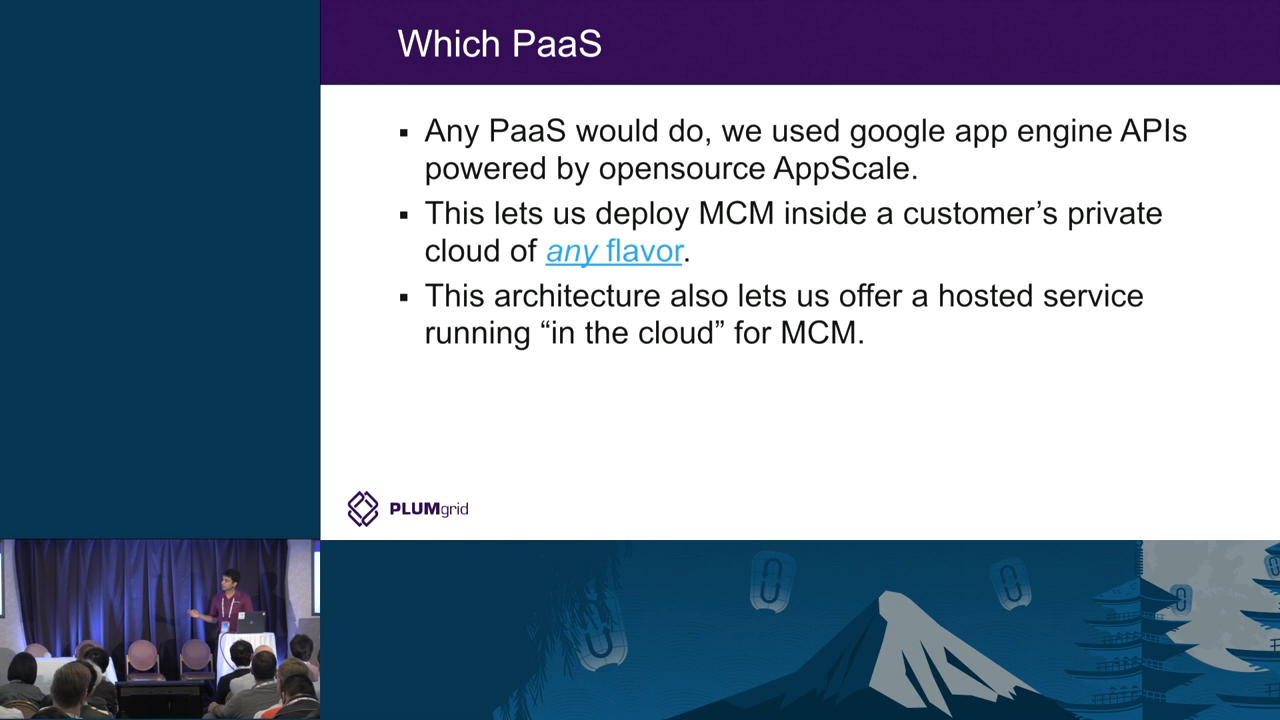 Which PaaS
▪ Any PaaS would do, we used google app engine APIs
powered by opensource AppScale.
▪ This lets us deploy MCM inside a customer’s private
cloud of any flavor.
▪ This architecture also lets us offer a hosted service
running “in the cloud” for MCM.
PLUMgrid